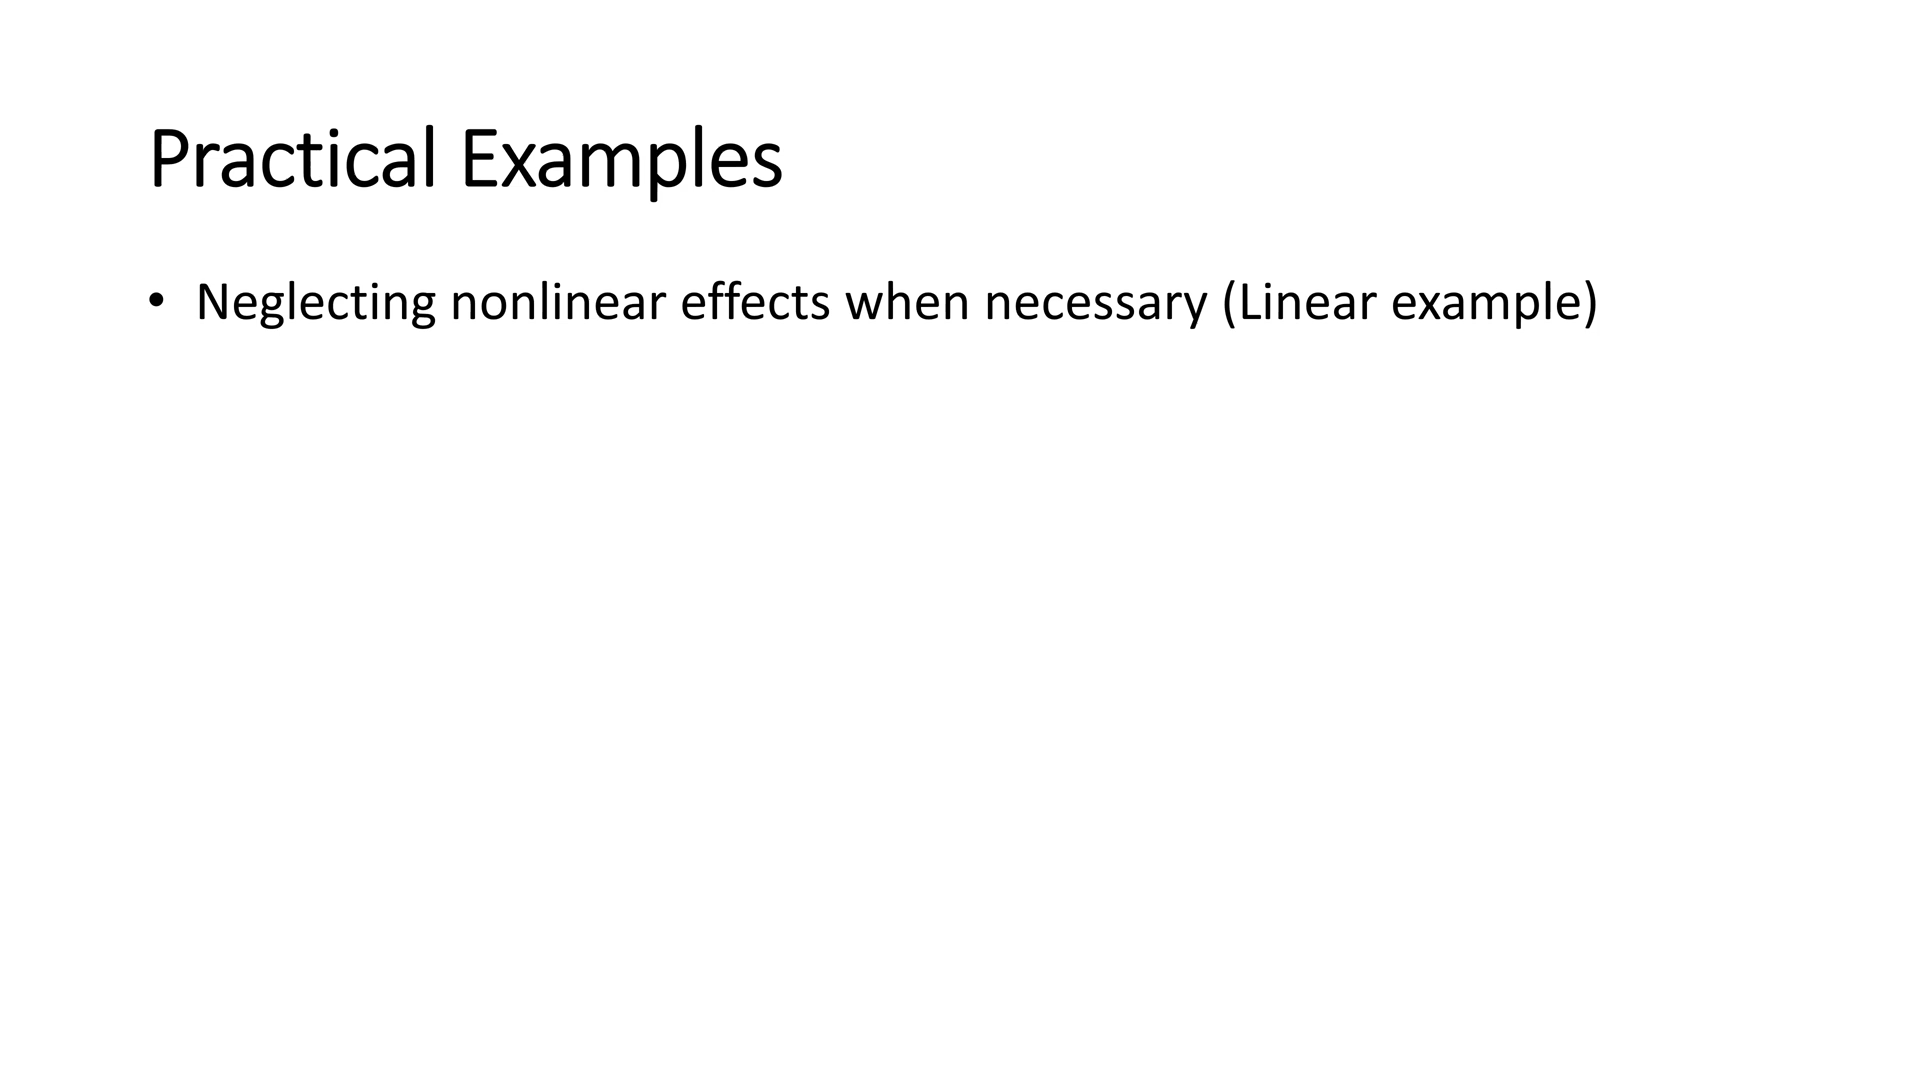 Practical Examples
• Neglecting nonlinear effects when necessary (Linear example)